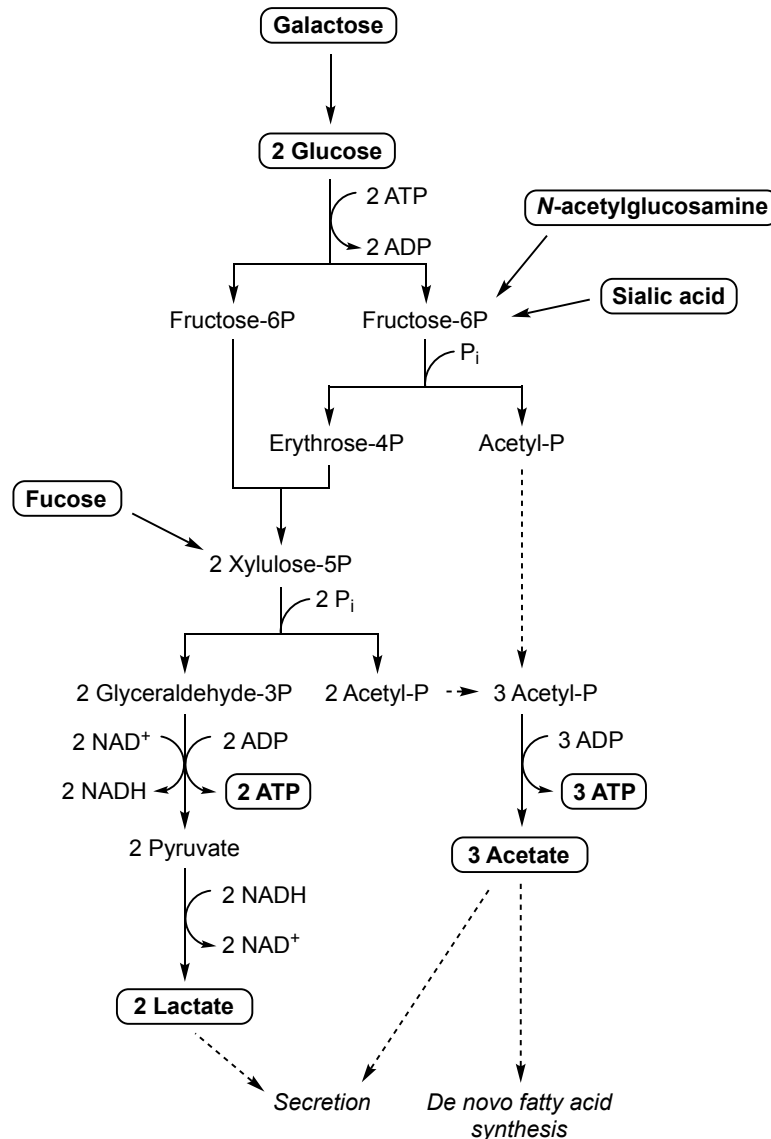 Galactose
2 Glucose
2 ATP
2 ADP
N-acetylglucosamine
Sialic acid
Fructose-6P
Fructose-6P
Pi
Erythrose-4P
Acetyl-P
Fucose
2 Xylulose-5P
2 Pi
2 Glyceraldehyde-3P
2 Acetyl-P
3 Acetyl-P
2 NAD+
2 ADP
3 ADP
2 NADH
2 ATP
3 ATP
2 Pyruvate
3 Acetate
2 NADH
2 NAD+
2 Lactate
Secretion
De novo fatty acid
synthesis